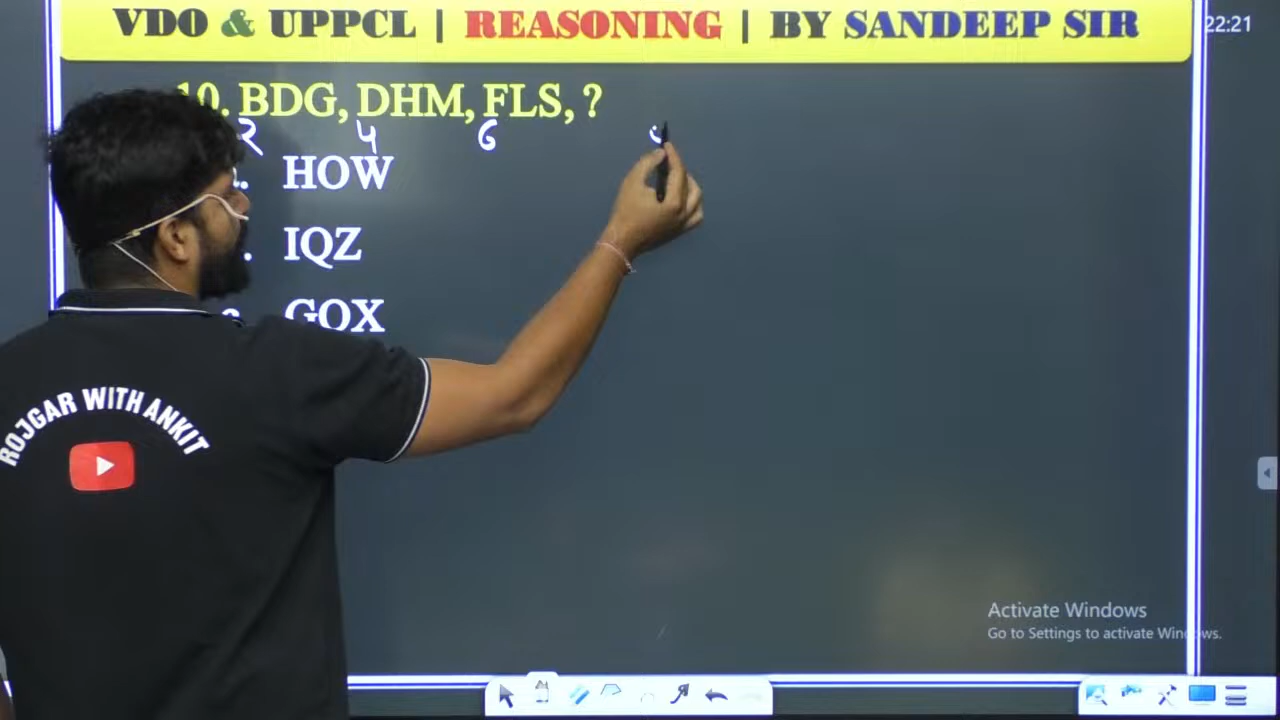 VDO & UPPCL | REASONING | BY SANDEEP SIR
22:21
10. BDG, DHM, FLS, ?
2 4 6
HOW
IQZ
GOX
ROJGAR WITH ANKIT
Activate Windows
Go to Settings to activate Windows.